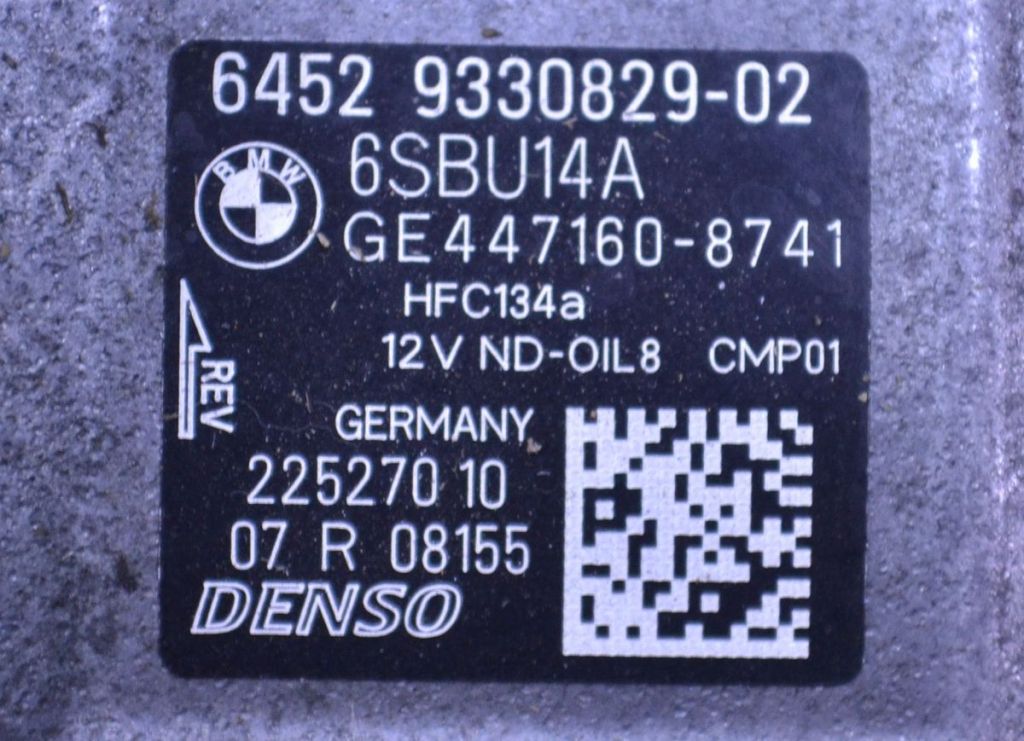 6452 9330829-02
BMW
6SBU14A
GE447160-8741
HFC134a
12V ND-OIL8 CMP01
REV
GERMANY
225270 10
07 R 08155
DENSO